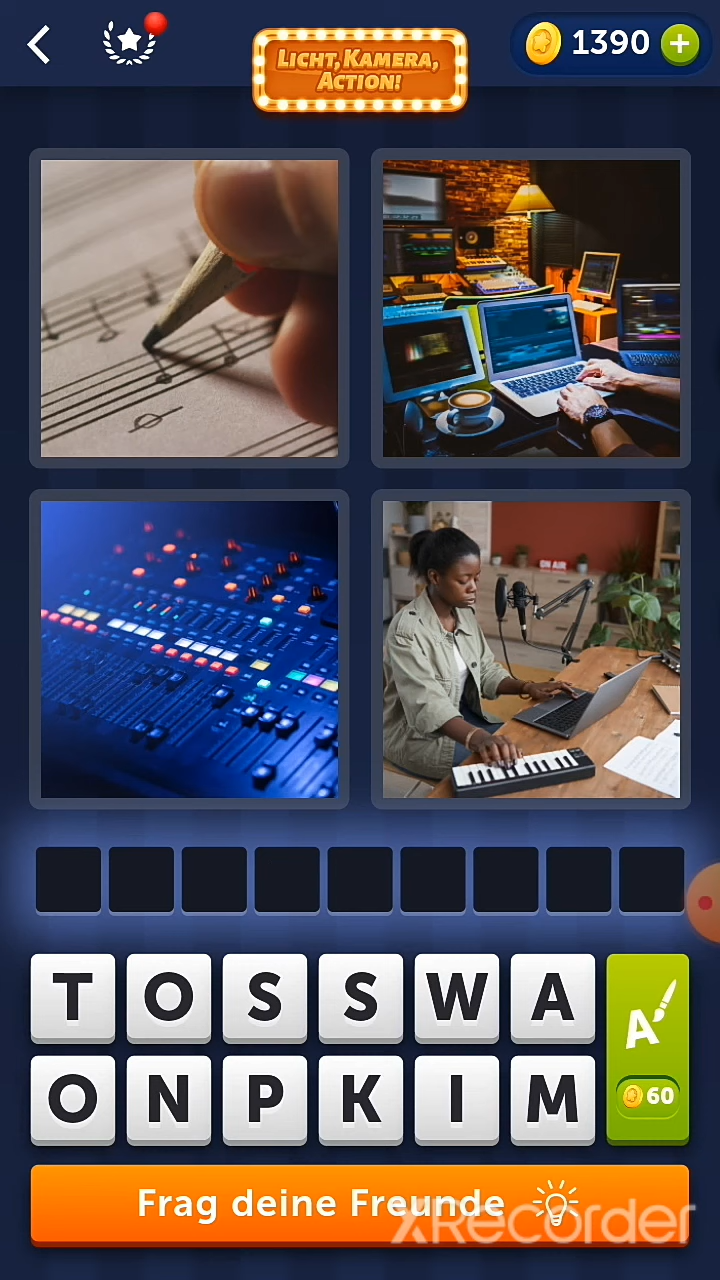 LICHT, KAMERA,
ACTION!
1390 +
ON AIR
T O S S W A
A
O N P K I M
60
Frag deine Freunde
XRecorder